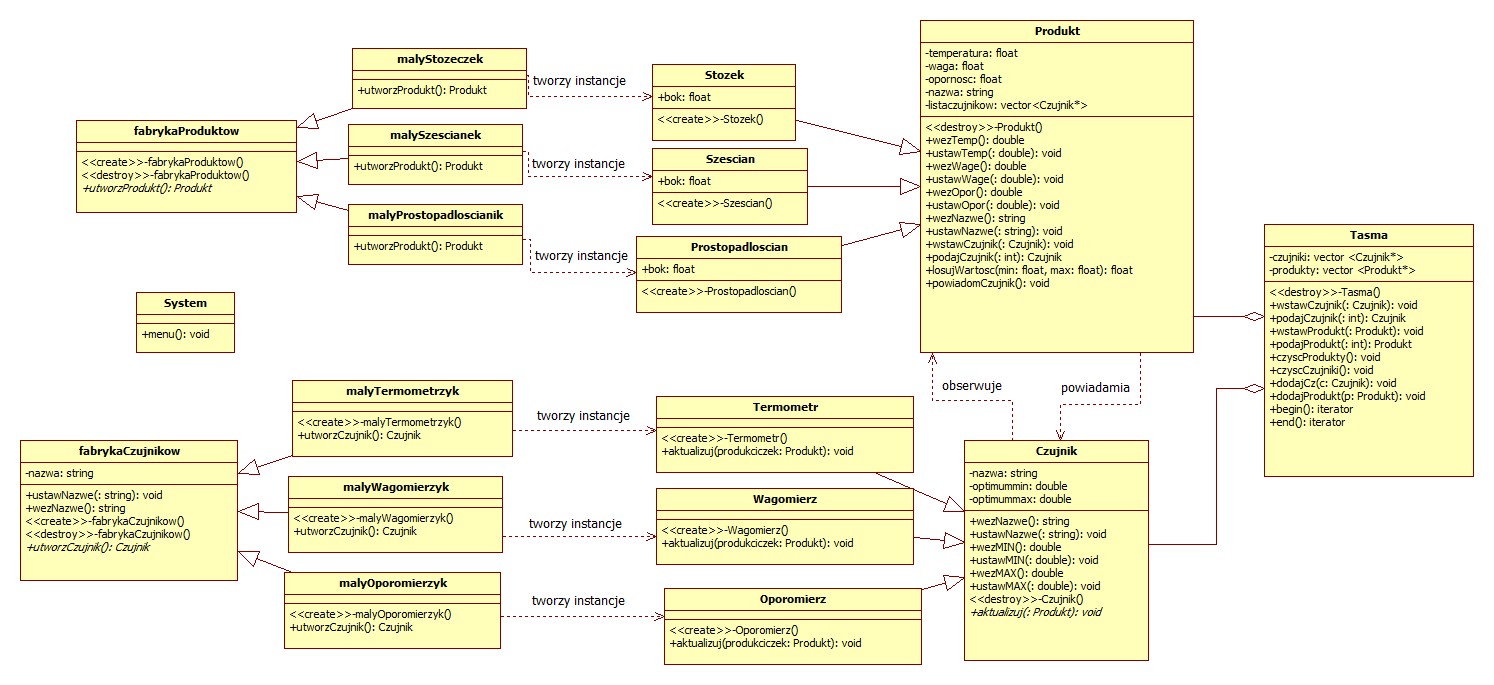 malyStozeczek
+utworzProdukt(): Produkt
tworzy instancje
Stozek
+bok: float
<<create>>-Stozek()
fabrykaProduktow
<<create>>-fabrykaProduktow()
<<destroy>>-fabrykaProduktow()
+utworzProdukt(): Produkt
malySzescianek
+utworzProdukt(): Produkt
tworzy instancje
Szescian
+bok: float
<<create>>-Szescian()
malyProstopadloscianik
+utworzProdukt(): Produkt
tworzy instancje
Prostopadloscian
+bok: float
<<create>>-Prostopadloscian()
Produkt
-temperatura: float
-waga: float
-opornosc: float
-nazwa: string
-listaczujnikow: vector<Czujnik*>
<<destroy>>-Produkt()
+wezTemp(): double
+ustawTemp(: double): void
+wezWage(): double
+ustawWage(: double): void
+wezOpor(): double
+ustawOpor(: double): void
+wezNazwe(): string
+ustawNazwe(: string): void
+wstawCzujnik(: Czujnik): void
+podajCzujnik(: int): Czujnik
+losujWartosc(min: float, max: float): float
+powiadomCzujnik(): void
Tasma
-czujniki: vector <Czujnik*>
-produkty: vector <Produkt*>
<<destroy>>-Tasma()
+wstawCzujnik(: Czujnik): void
+podajCzujnik(: int): Czujnik
+wstawProdukt(: Produkt): void
+podajProdukt(: int): Produkt
+czyscProdukty(): void
+czyscCzujniki(): void
+dodajCz(c: Czujnik): void
+dodajProdukt(p: Produkt): void
+begin(): iterator
+end(): iterator
System
+menu(): void
obserwuje
powiadamia
malyTermometrzyk
<<create>>-malyTermometrzyk()
+utworzCzujnik(): Czujnik
tworzy instancje
Termometr
<<create>>-Termometr()
+aktualizuj(produkciczek: Produkt): void
fabrykaCzujnikow
-nazwa: string
+ustawNazwe(: string): void
+wezNazwe(): string
<<create>>-fabrykaCzujnikow()
<<destroy>>-fabrykaCzujnikow()
+utworzCzujnik(): Czujnik
malyWagomierzyk
<<create>>-malyWagomierzyk()
+utworzCzujnik(): Czujnik
tworzy instancje
Wagomierz
<<create>>-Wagomierz()
+aktualizuj(produkciczek: Produkt): void
malyOporomierzyk
<<create>>-malyOporomierzyk()
+utworzCzujnik(): Czujnik
tworzy instancje
Oporomierz
<<create>>-Oporomierz()
+aktualizuj(produkciczek: Produkt): void
Czujnik
-nazwa: string
-optimummin: double
-optimummax: double
+wezNazwe(): string
+ustawNazwe(: string): void
+wezMIN(): double
+ustawMIN(: double): void
+wezMAX(): double
+ustawMAX(: double): void
<<destroy>>-Czujnik()
+aktualizuj(: Produkt): void